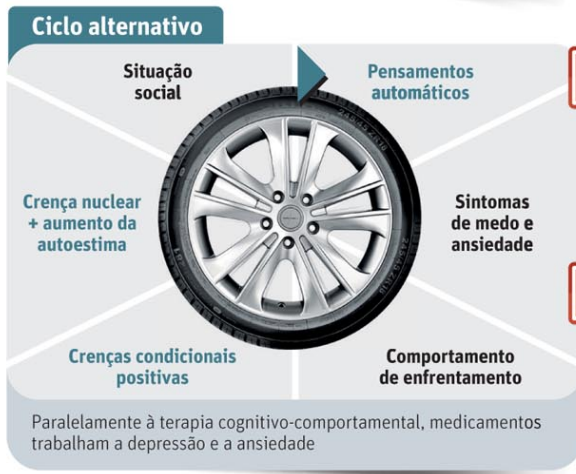 Ciclo alternativo
Situação
social
Pensamentos
automáticos
Crença nuclear
+ aumento da
autoestima
Sintomas
de medo e
ansiedade
Crenças condicionais
positivas
Comportamento
de enfrentamento
Paralelamente à terapia cognitivo-comportamental, medicamentos
trabalham a depressão e a ansiedade